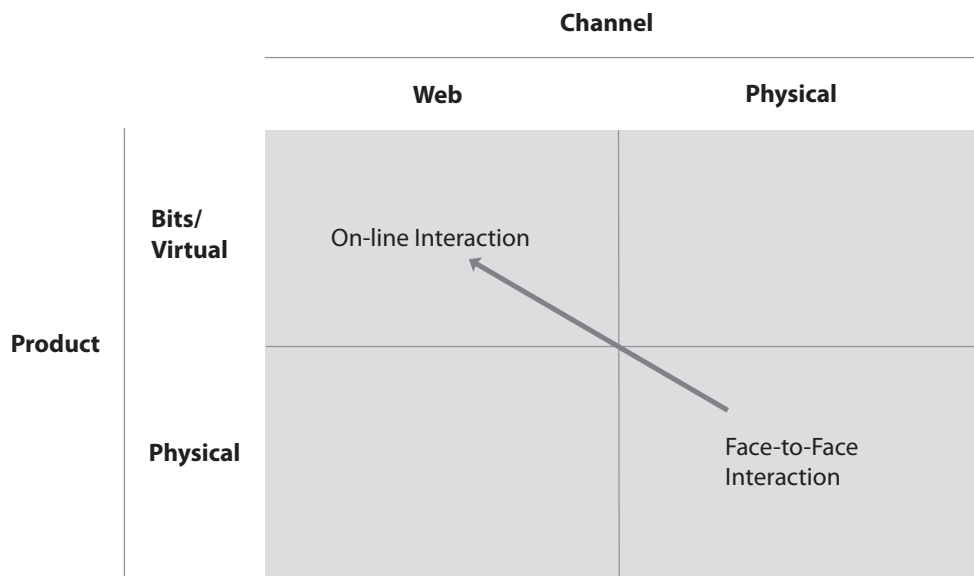 Channel
Web
Physical
Bits/
Virtual
On-line Interaction
Product
Physical
Face-to-Face
Interaction